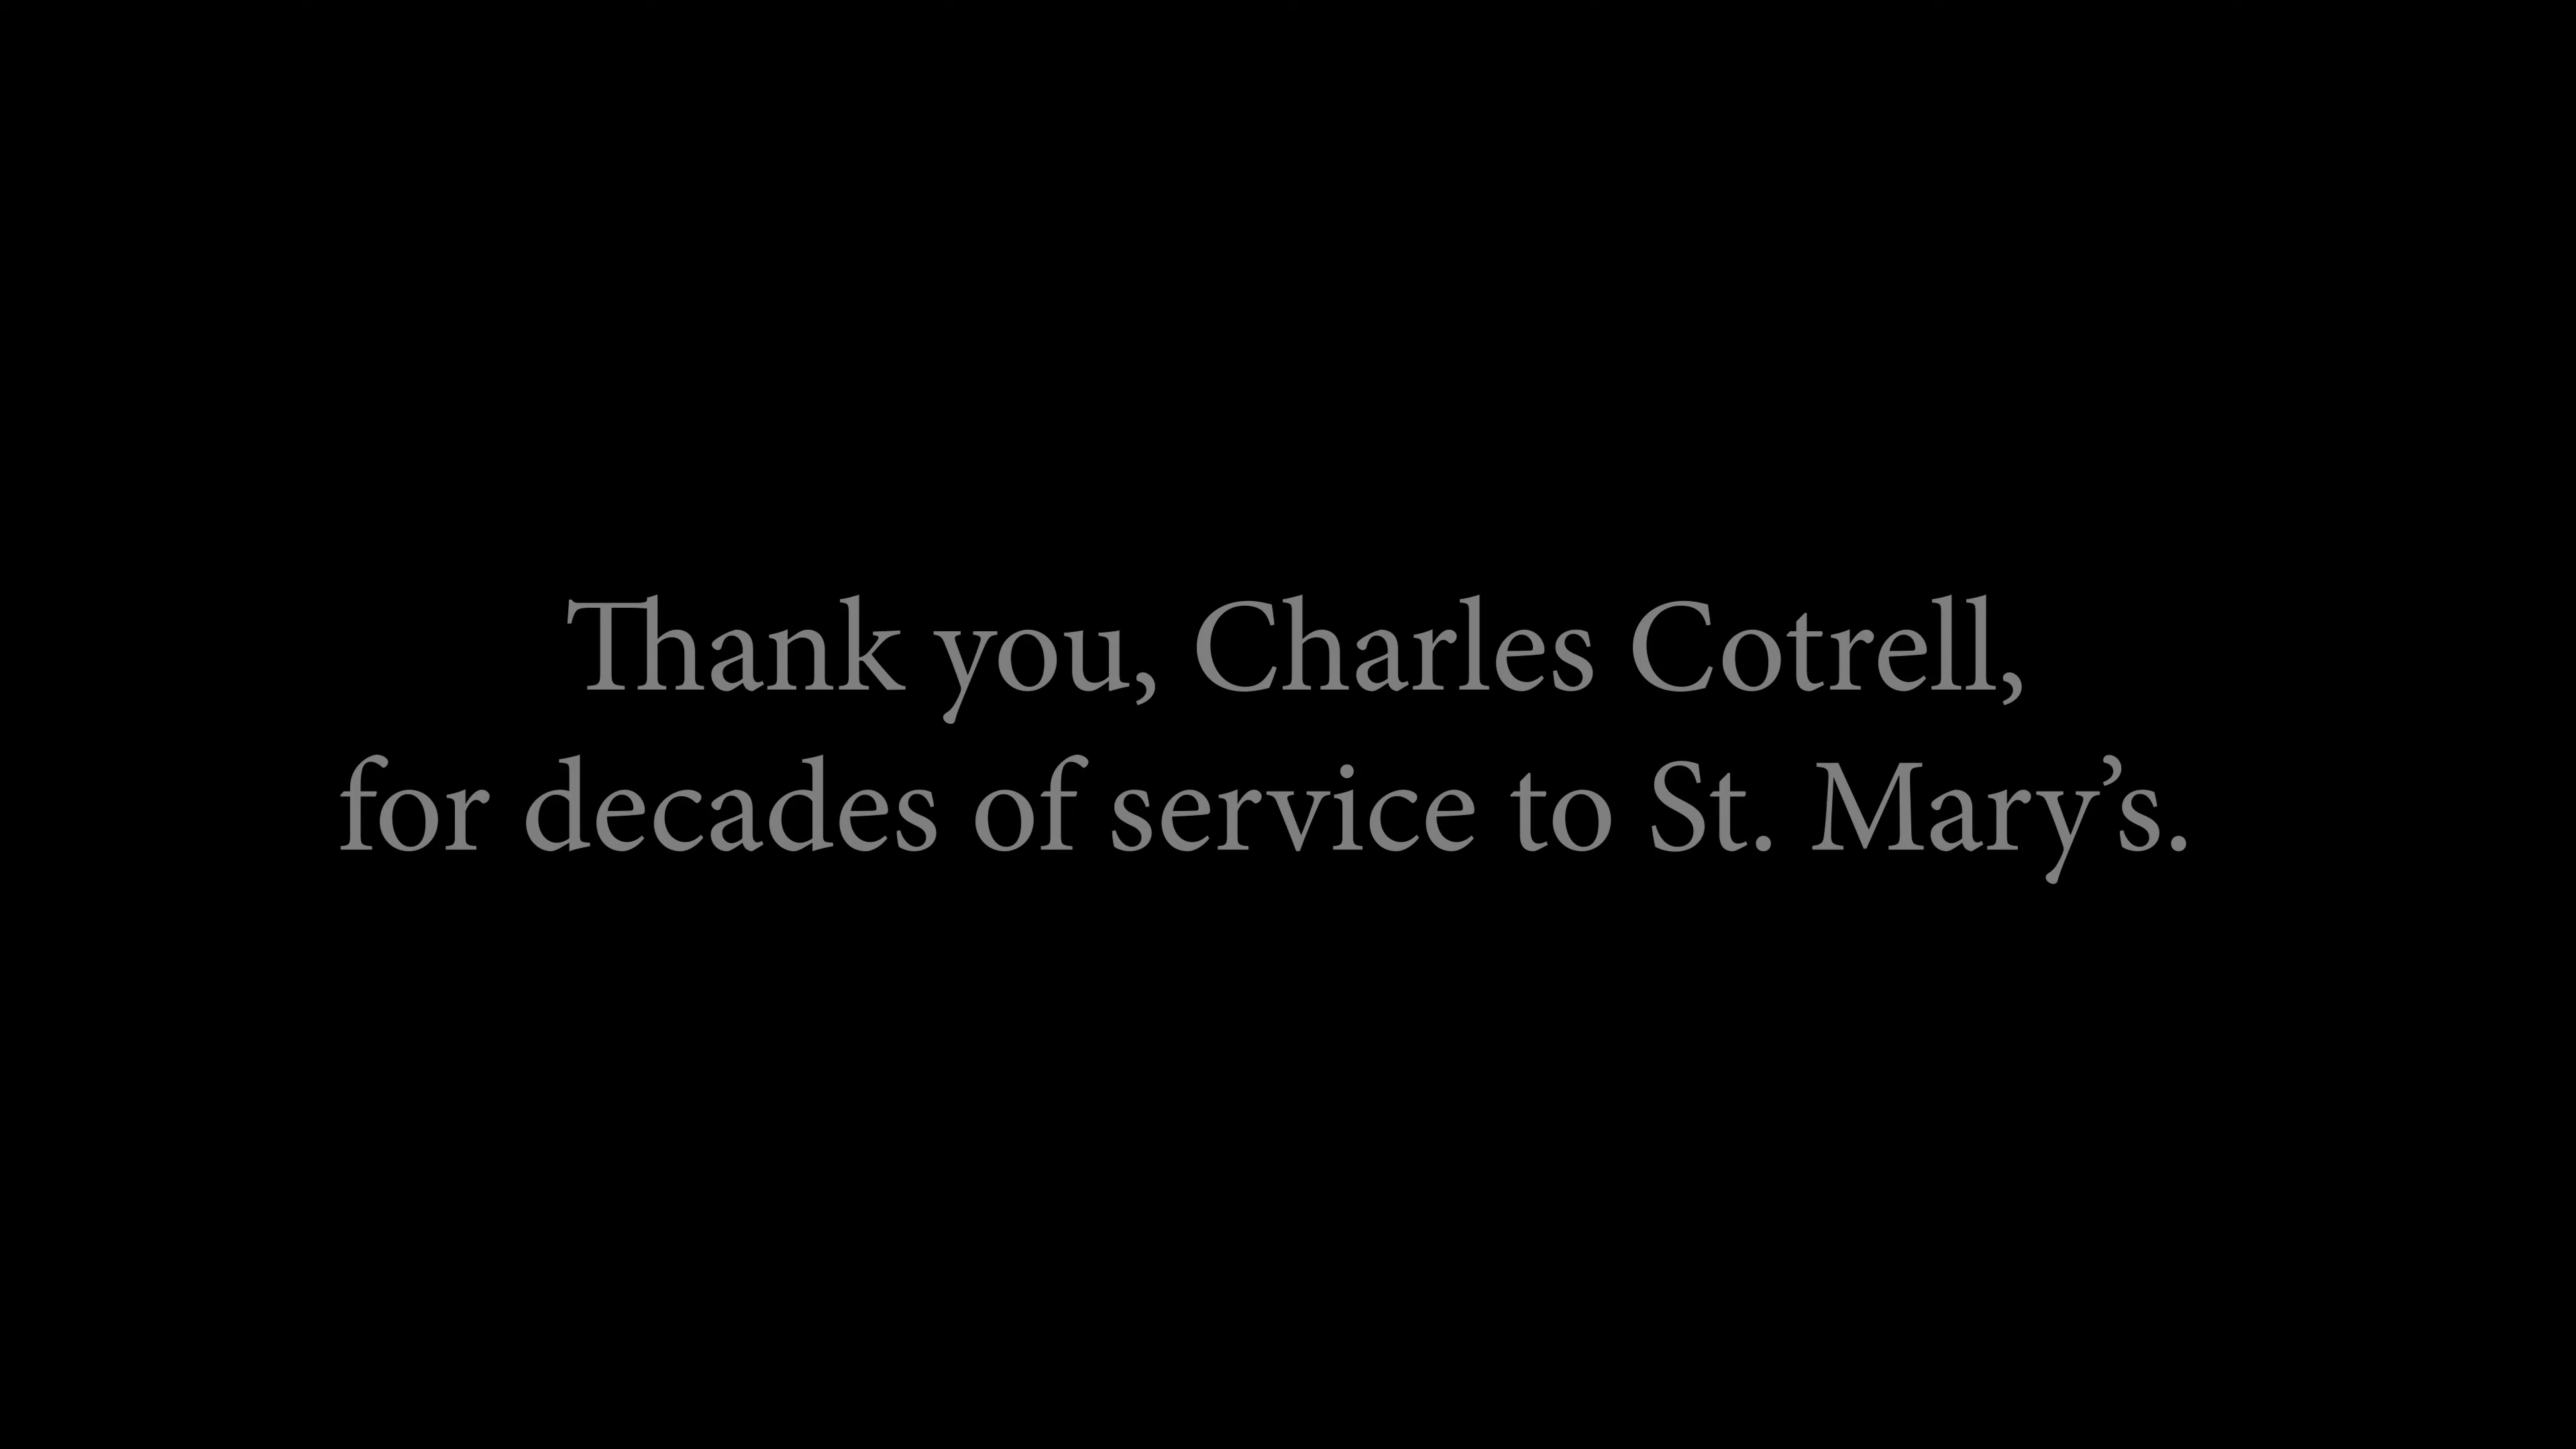 Thank you, Charles Cotrell,
for decades of service to St. Mary’s.